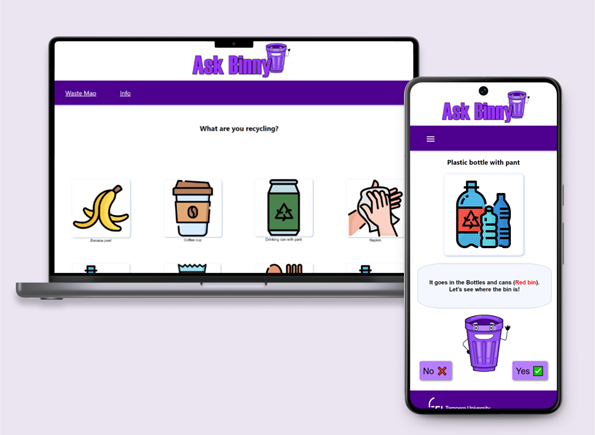 Ask Binny
Waste Map
Info
What are you recycling?
Banana peel
Coffee cup
Drinking can with pant
Napkin
Ask Binny
Plastic bottle with pant
It goes in the Bottles and cans (Red bin).
Let's see where the bin is!
No
Yes
Tampere University